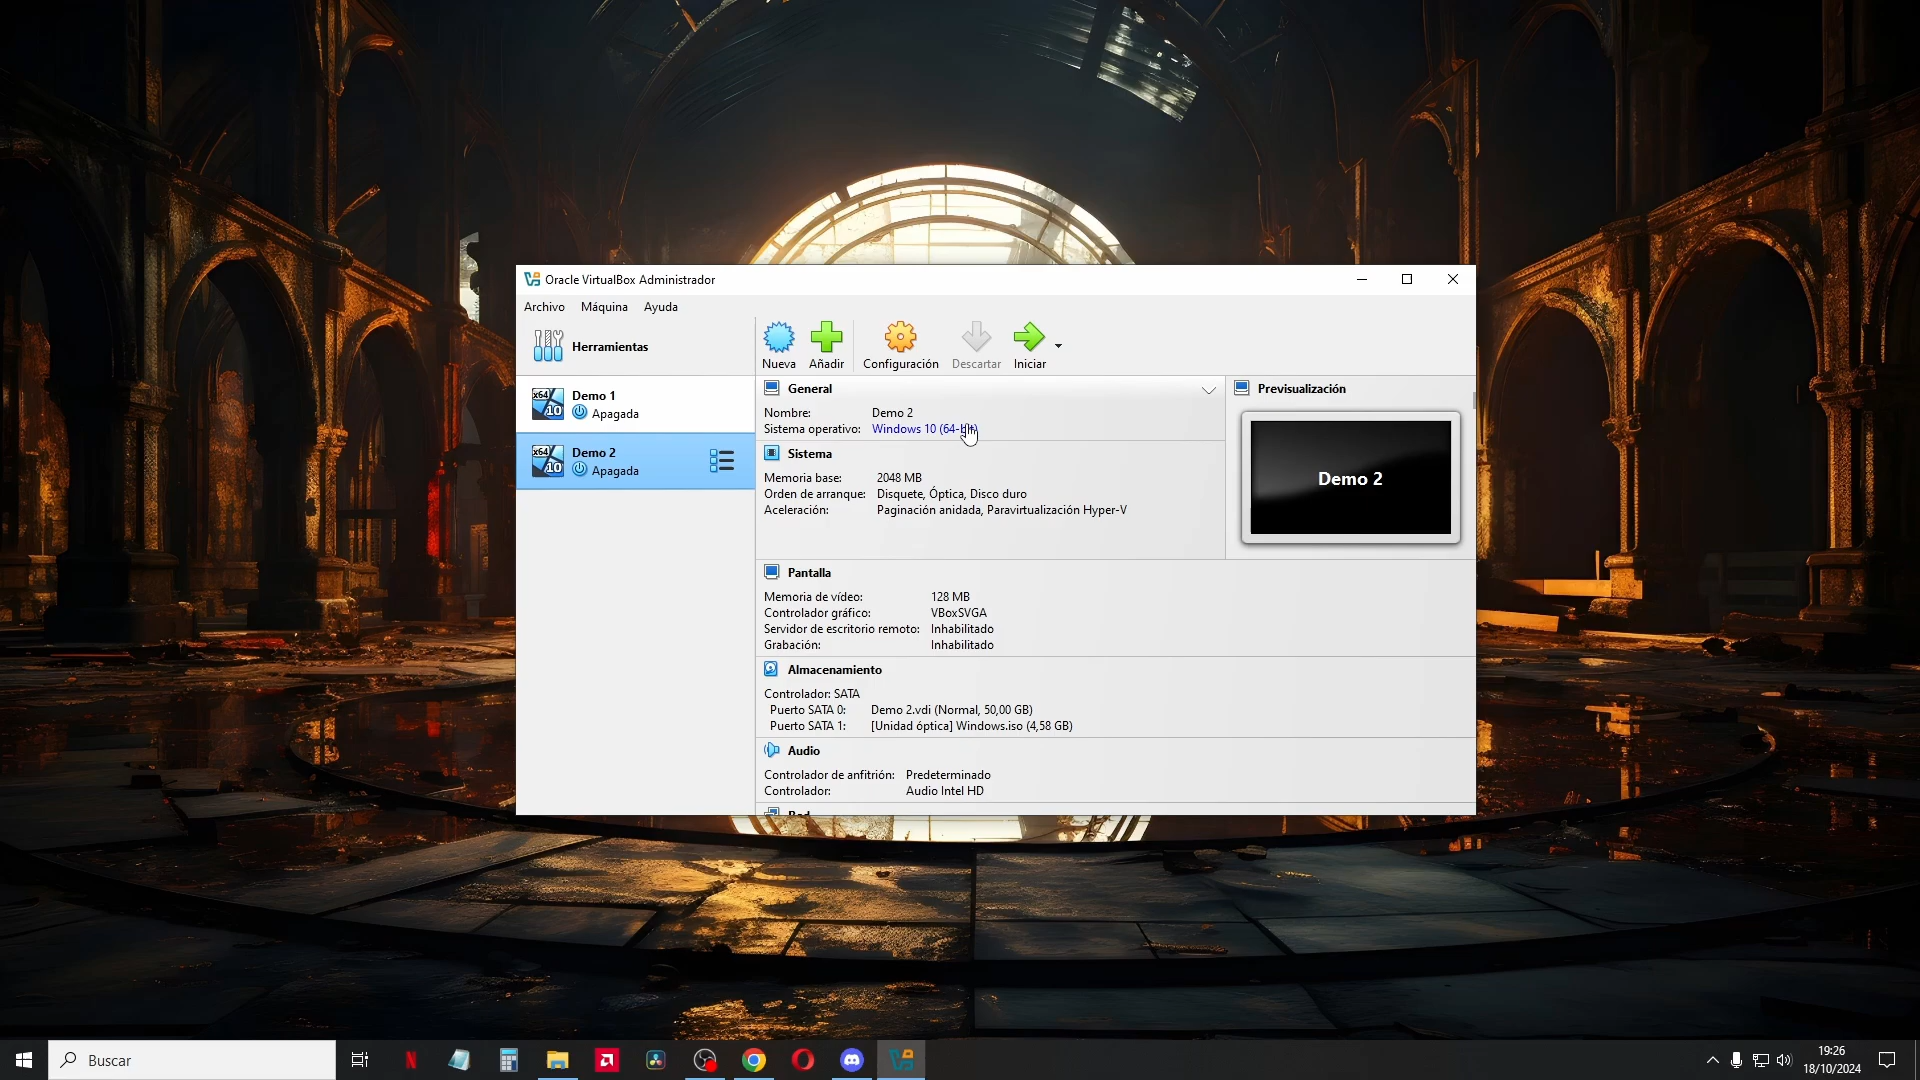 Oracle VirtualBox Administrador
Archivo Máquina Ayuda
Herramientas
Nueva Añadir Configuración Descartar Iniciar
x64
10
Demo 1
Apagada
x64
10
Demo 2
Apagada
General
Nombre: Demo 2
Sistema operativo: Windows 10 (64-bit)
Sistema
Memoria base: 2048 MB
Orden de arranque: Disquete, Óptica, Disco duro
Aceleración: Paginación anidada, Paravirtualización Hyper-V
Previsualización
Demo 2
Pantalla
Memoria de vídeo: 128 MB
Controlador gráfico: VBoxSVGA
Servidor de escritorio remoto: Inhabilitado
Grabación: Inhabilitado
Almacenamiento
Controlador: SATA
Puerto SATA 0: Demo 2.vdi (Normal, 50,00 GB)
Puerto SATA 1: [Unidad óptica] Windows.iso (4,58 GB)
Audio
Controlador de anfitrión: Predeterminado
Controlador: Audio Intel HD
Red
Buscar
19:26
18/10/2024